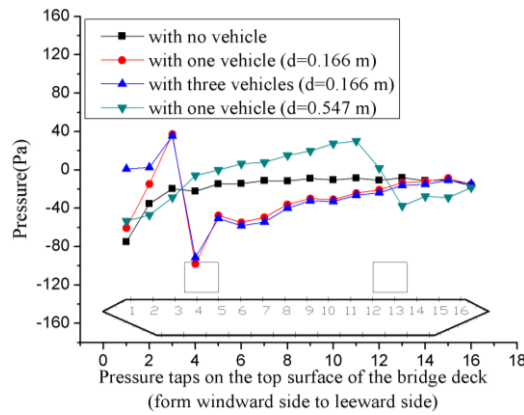 160
120
80
40
0
-40
-80
-120
-160
Pressure(Pa)
with no vehicle
with one vehicle (d=0.166 m)
with three vehicles (d=0.166 m)
with one vehicle (d=0.547 m)
1 2 3 4 5 6 7 8 9 10 11 12 13 14 15 16
0 2 4 6 8 10 12 14 16 18
Pressure taps on the top surface of the bridge deck
(form windward side to leeward side)